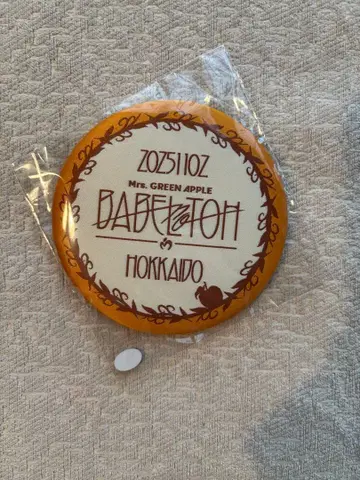 20251102
Mrs. GREEN APPLE
BABEL no TOH
HOKKAIDO